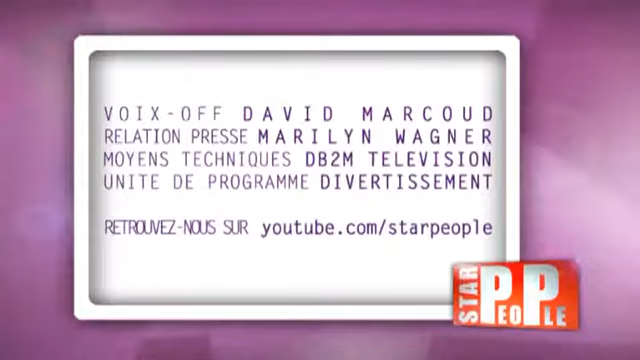 VOIX-OFF DAVID MARCOUD
RELATION PRESSE MARILYN WAGNER
MOYENS TECHNIQUES DB2M TELEVISION
UNITE DE PROGRAMME DIVERTISSEMENT
RETROUVEZ-NOUS SUR youtube.com/starpeople
STAR PEOPLE